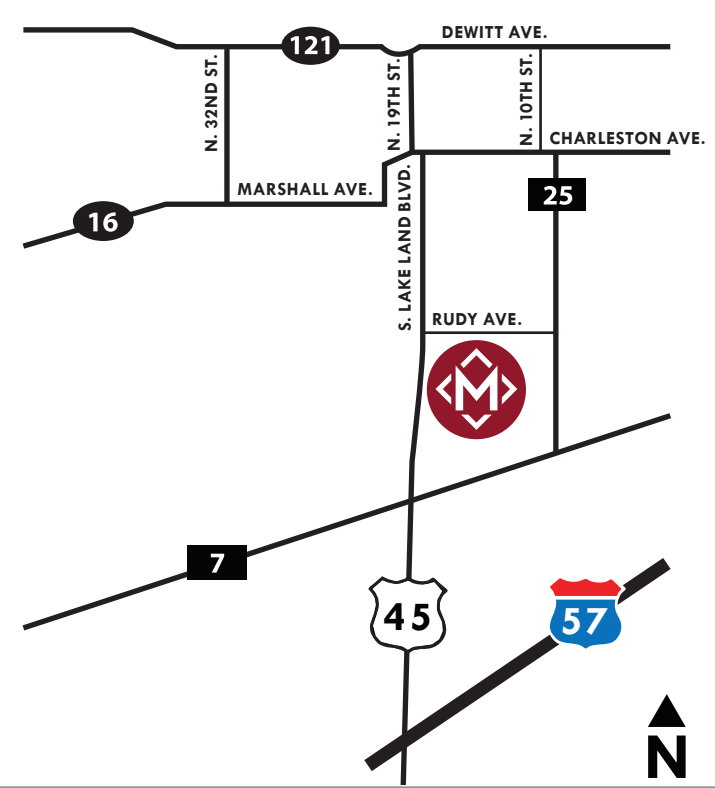 DEWITT AVE.
121
N. 32ND ST.
N. 19TH ST.
N. 10TH ST.
CHARLESTON AVE.
MARSHALL AVE.
25
16
S. LAKE LAND BLVD.
RUDY AVE.
M
7
45
57
N